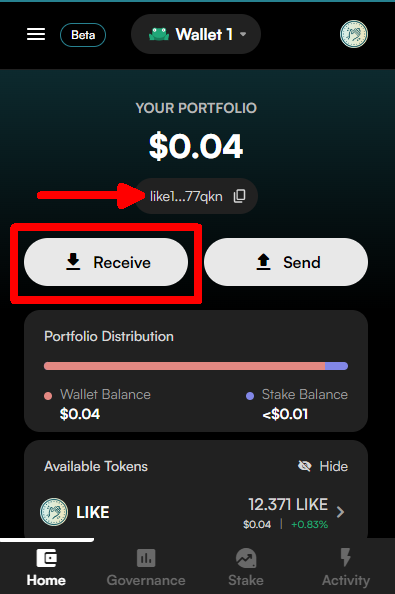 Beta
Wallet 1
YOUR PORTFOLIO
$0.04
like1...77qkn
Receive
Send
Portfolio Distribution
Wallet Balance
Stake Balance
$0.04
<$0.01
Available Tokens
Hide
LIKE
12.371 LIKE
$0.04 | +0.83%
Home
Governance
Stake
Activity